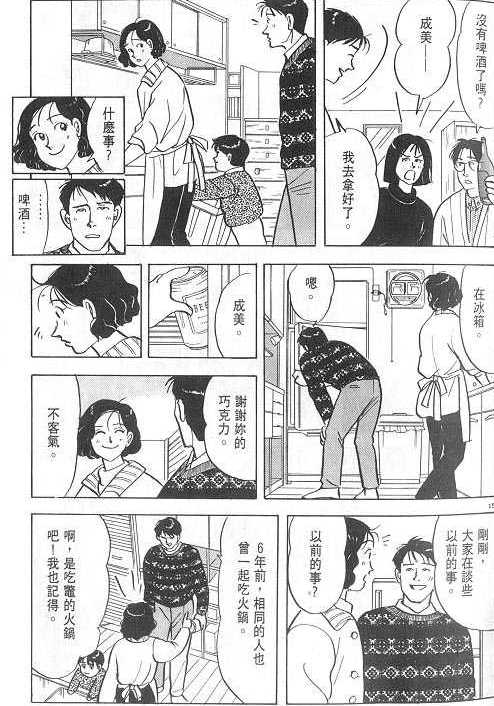 沒有啤酒了嗎?
成美——
我去拿好了。
什麼事?
……
啤酒…
在冰箱。
嗯。
成美。
BEER
謝謝妳的
巧克力。
不客氣。
剛剛,
大家在談些
以前的事。
以前的事?
6年前,相同的人也
曾一起吃火鍋。
啊,是吃鼈的火鍋
吧!我也記得。